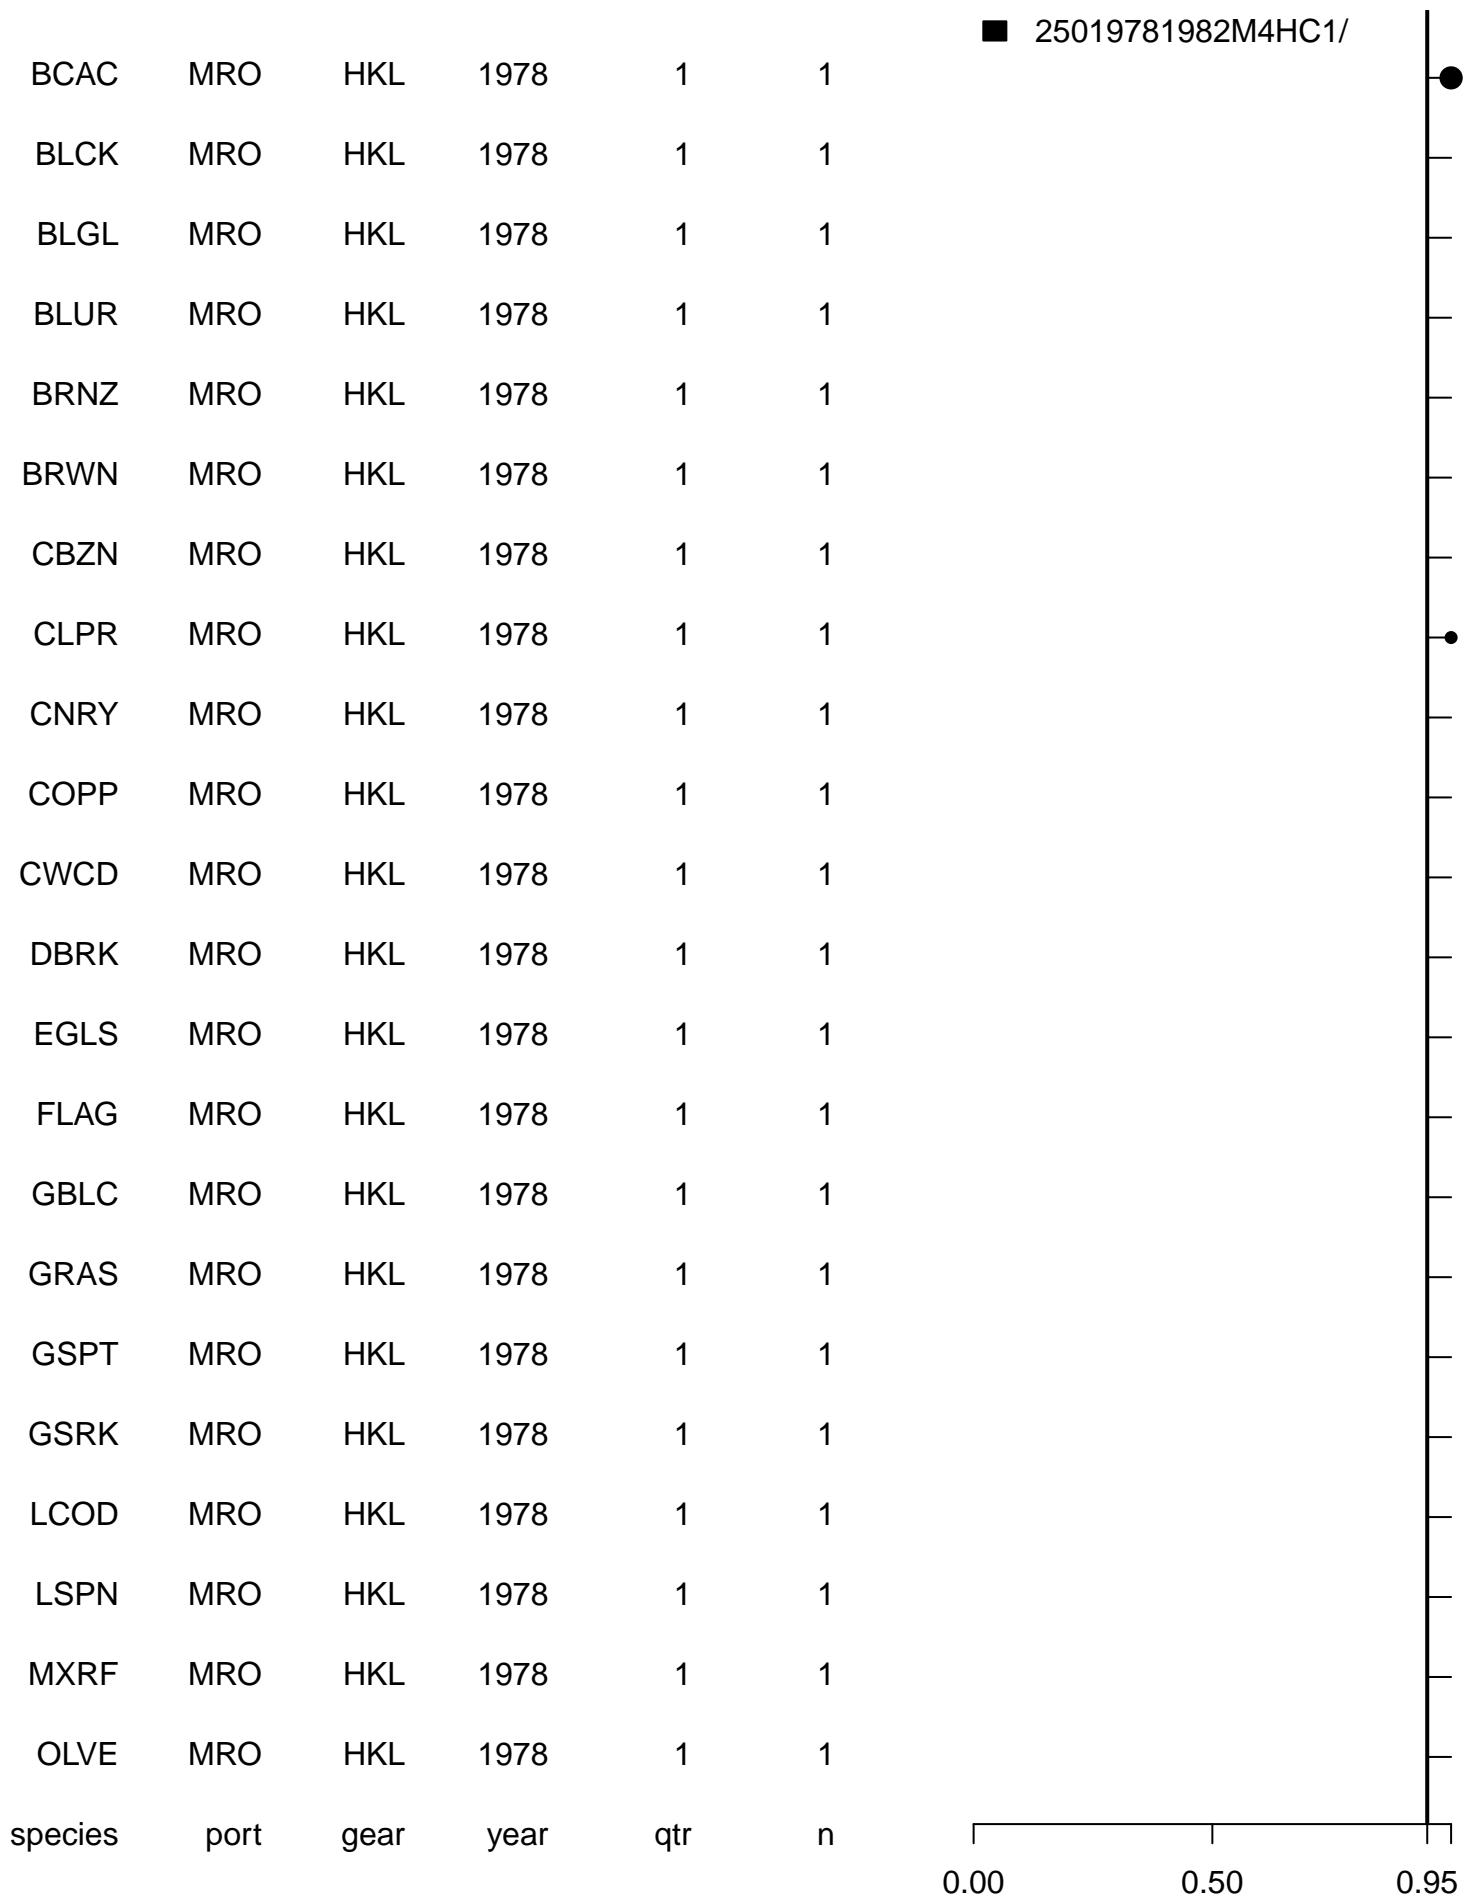 25019781982M4HC1/
BCAC MRO HKL 1978 1 1
BLCK MRO HKL 1978 1 1
BLGL MRO HKL 1978 1 1
BLUR MRO HKL 1978 1 1
BRNZ MRO HKL 1978 1 1
BRWN MRO HKL 1978 1 1
CBZN MRO HKL 1978 1 1
CLPR MRO HKL 1978 1 1
CNRY MRO HKL 1978 1 1
COPP MRO HKL 1978 1 1
CWCD MRO HKL 1978 1 1
DBRK MRO HKL 1978 1 1
EGLS MRO HKL 1978 1 1
FLAG MRO HKL 1978 1 1
GBLC MRO HKL 1978 1 1
GRAS MRO HKL 1978 1 1
GSPT MRO HKL 1978 1 1
GSRK MRO HKL 1978 1 1
LCOD MRO HKL 1978 1 1
LSPN MRO HKL 1978 1 1
MXRF MRO HKL 1978 1 1
OLVE MRO HKL 1978 1 1
species port gear year qtr n
0.00 0.50 0.95